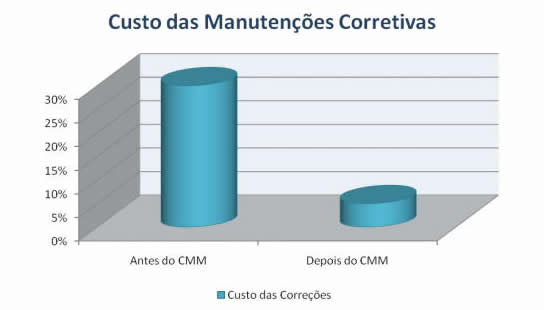 Custo das Manutenções Corretivas
30%
25%
20%
15%
10%
5%
0%
Antes do CMM
Depois do CMM
Custo das Correções